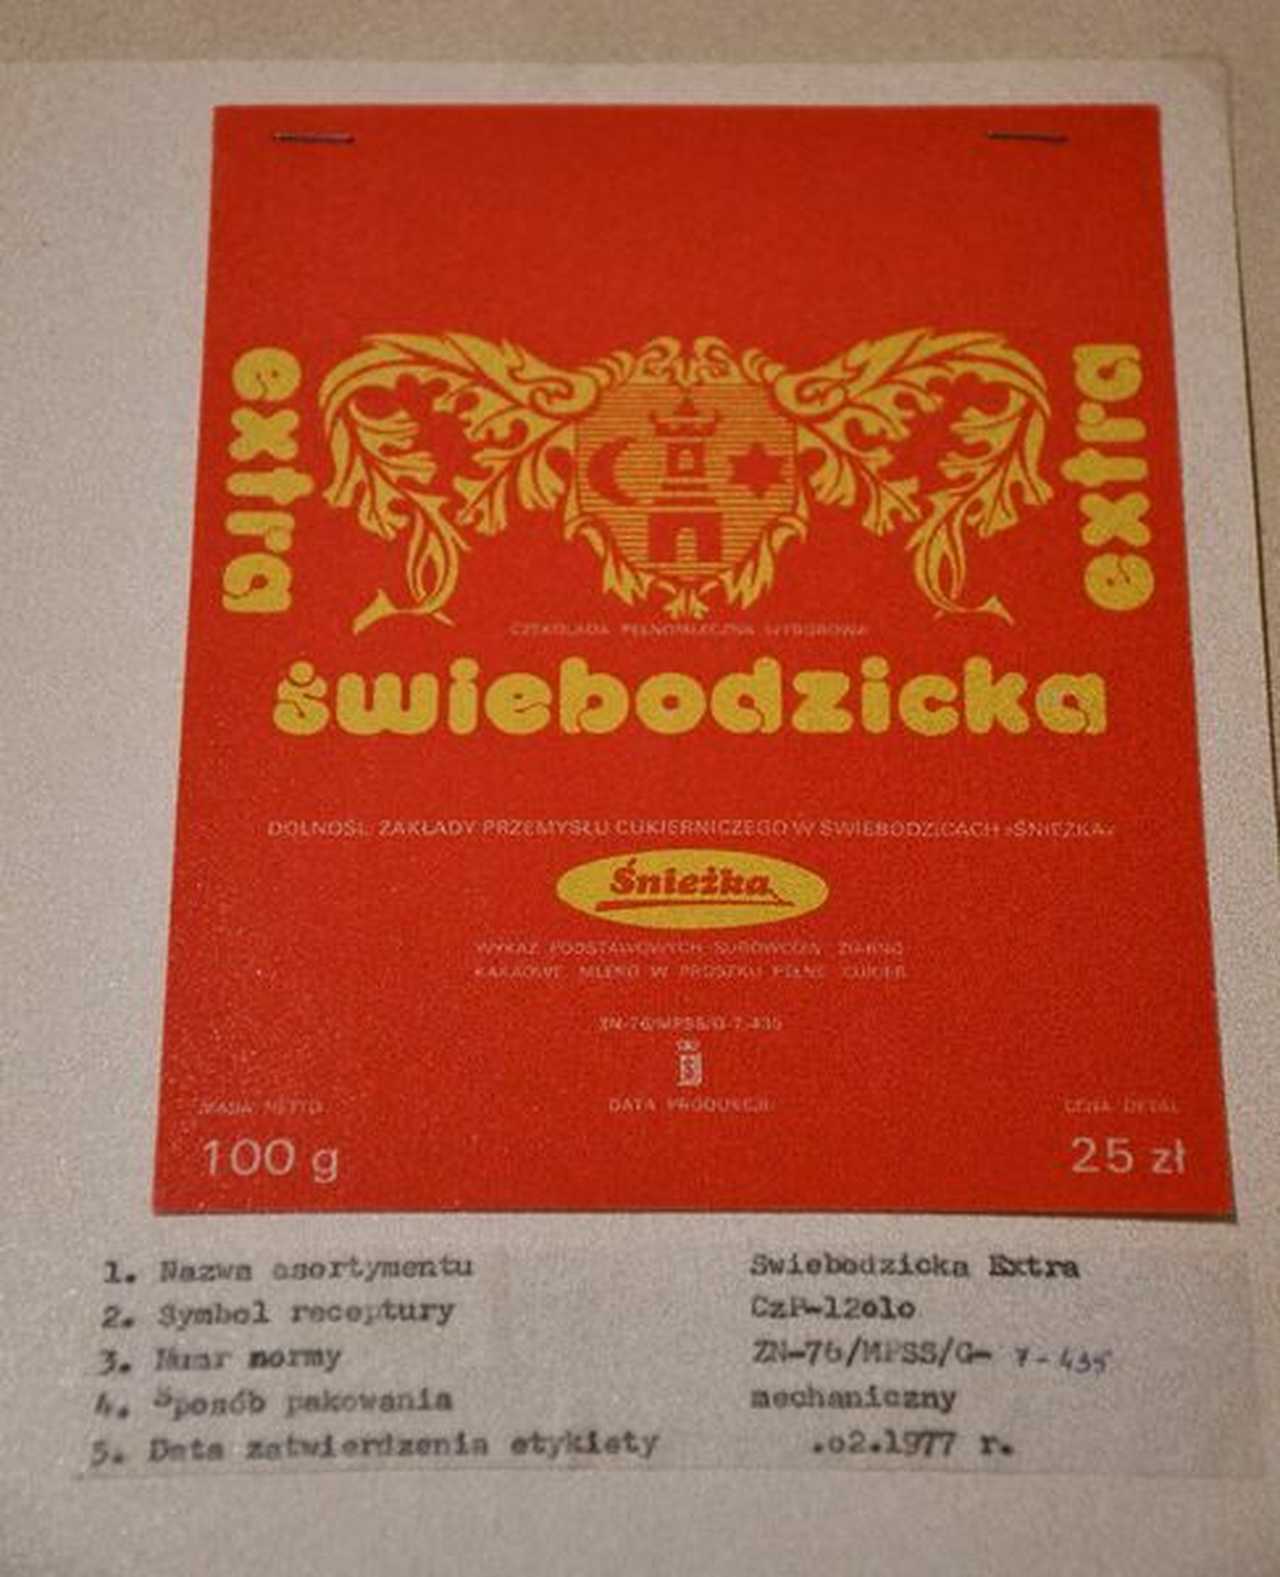 extra
extra
CZEKOLADA PEŁNOMLECZNA WYBOROWA
świebodzicka
DOLNOŚL. ZAKŁADY PRZEMYSŁU CUKIERNICZEGO W ŚWIEBODZICACH »ŚNIEŻKA«
Śnieżka
WYKAZ PODSTAWOWYCH SUROWCÓW: ZIARNO
KAKAOWE, MLEKO W PROSZKU PEŁNE, CUKIER
ZN-76/MPSS/G-7-435
DATA PRODUKCJI:
MASA NETTO
CENA DETAL.
100 g
25 zł
1. Nazwa asortymentu Swiebodzicka Extra
2. Symbol receptury CzP-12olo
3. Numr normy ZN-76/MPSS/G- 7-435
4. Sposób pakowania mechaniczny
5. Data zatwierdzenia etykiety .o2.1977 r.